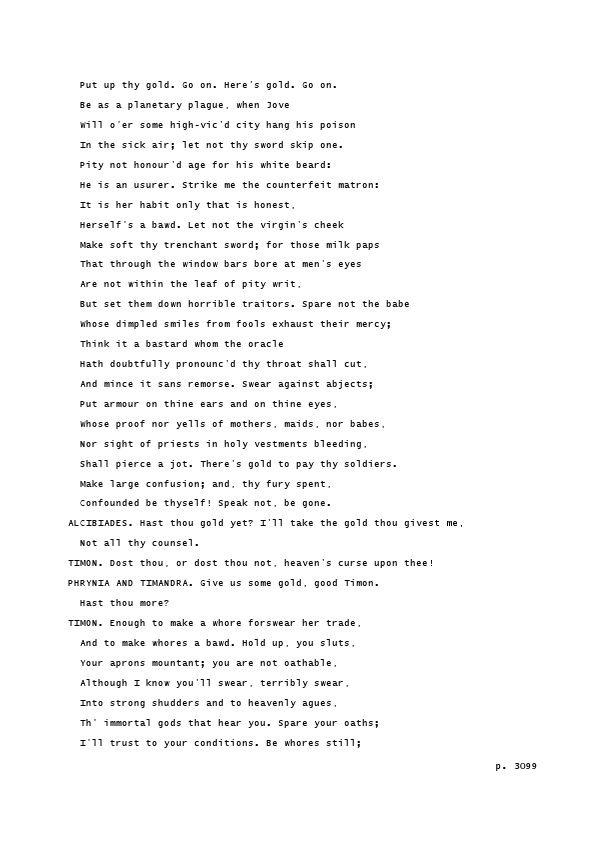 Put up thy gold. Go on. Here's gold. Go on.
Be as a planetary plague, when Jove
Will o'er some high-vic'd city hang his poison
In the sick air; let not thy sword skip one.
Pity not honour'd age for his white beard:
He is an usurer. Strike me the counterfeit matron:
It is her habit only that is honest,
Herself's a bawd. Let not the virgin's cheek
Make soft thy trenchant sword; for those milk paps
That through the window bars bore at men's eyes
Are not within the leaf of pity writ,
But set them down horrible traitors. Spare not the babe
Whose dimpled smiles from fools exhaust their mercy;
Think it a bastard whom the oracle
Hath doubtfully pronounc'd thy throat shall cut,
And mince it sans remorse. Swear against abjects;
Put armour on thine ears and on thine eyes,
Whose proof nor yells of mothers, maids, nor babes,
Nor sight of priests in holy vestments bleeding,
Shall pierce a jot. There's gold to pay thy soldiers.
Make large confusion; and, thy fury spent,
Confounded be thyself! Speak not, be gone.
ALCIBIADES. Hast thou gold yet? I'll take the gold thou givest me,
Not all thy counsel.
TIMON. Dost thou, or dost thou not, heaven's curse upon thee!
PHRYNIA AND TIMANDRA. Give us some gold, good Timon.
Hast thou more?
TIMON. Enough to make a whore forswear her trade,
And to make whores a bawd. Hold up, you sluts,
Your aprons mountant; you are not oathable,
Although I know you'll swear, terribly swear,
Into strong shudders and to heavenly agues,
Th' immortal gods that hear you. Spare your oaths;
I'll trust to your conditions. Be whores still;
p. 3099